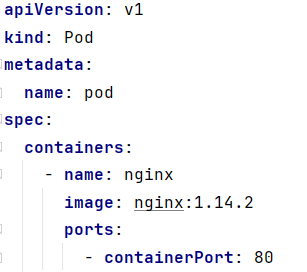 apiVersion: v1
kind: Pod
metadata:
  name: pod
spec:
  containers:
    - name: nginx
      image: nginx:1.14.2
      ports:
        - containerPort: 80